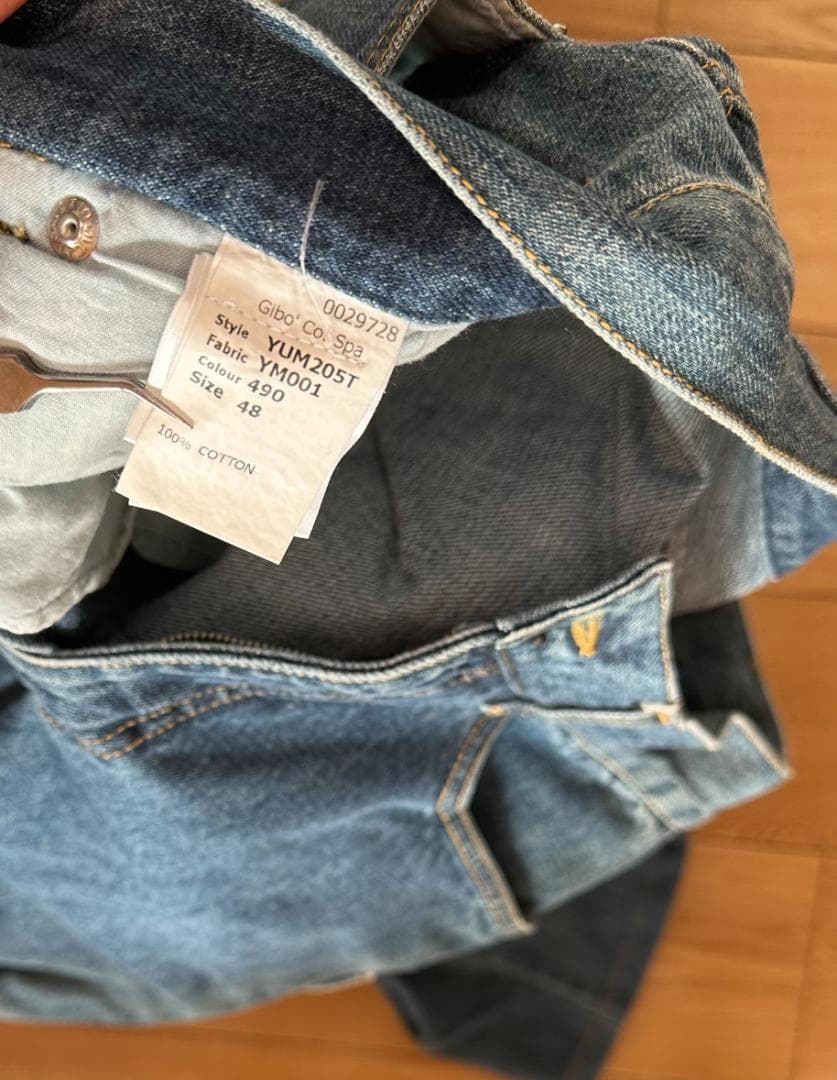 0029728
Gibo' Co. Spa
Style YUM205T
Fabric YM001
Colour 490
Size 48
100% COTTON